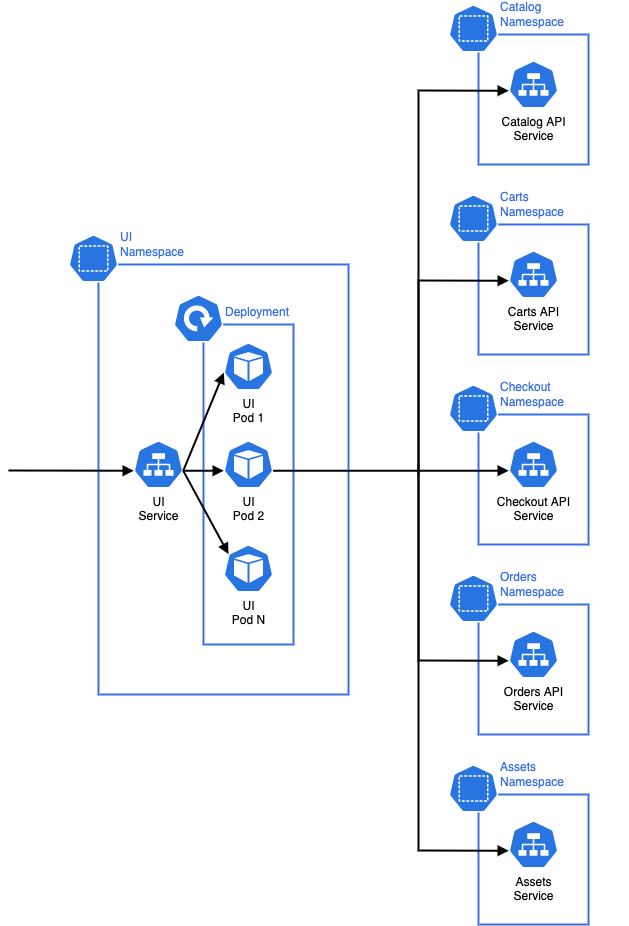 Catalog
Namespace
Catalog API
Service
Carts
Namespace
Carts API
Service
UI
Namespace
Deployment
UI
Pod 1
UI
Service
UI
Pod 2
UI
Pod N
Checkout
Namespace
Checkout API
Service
Orders
Namespace
Orders API
Service
Assets
Namespace
Assets
Service